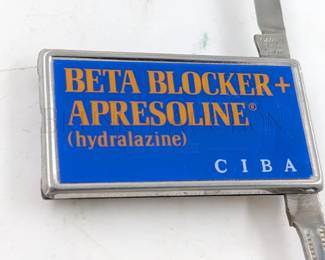 BETA BLOCKER+
APRESOLINE®
(hydralazine)
CIBA